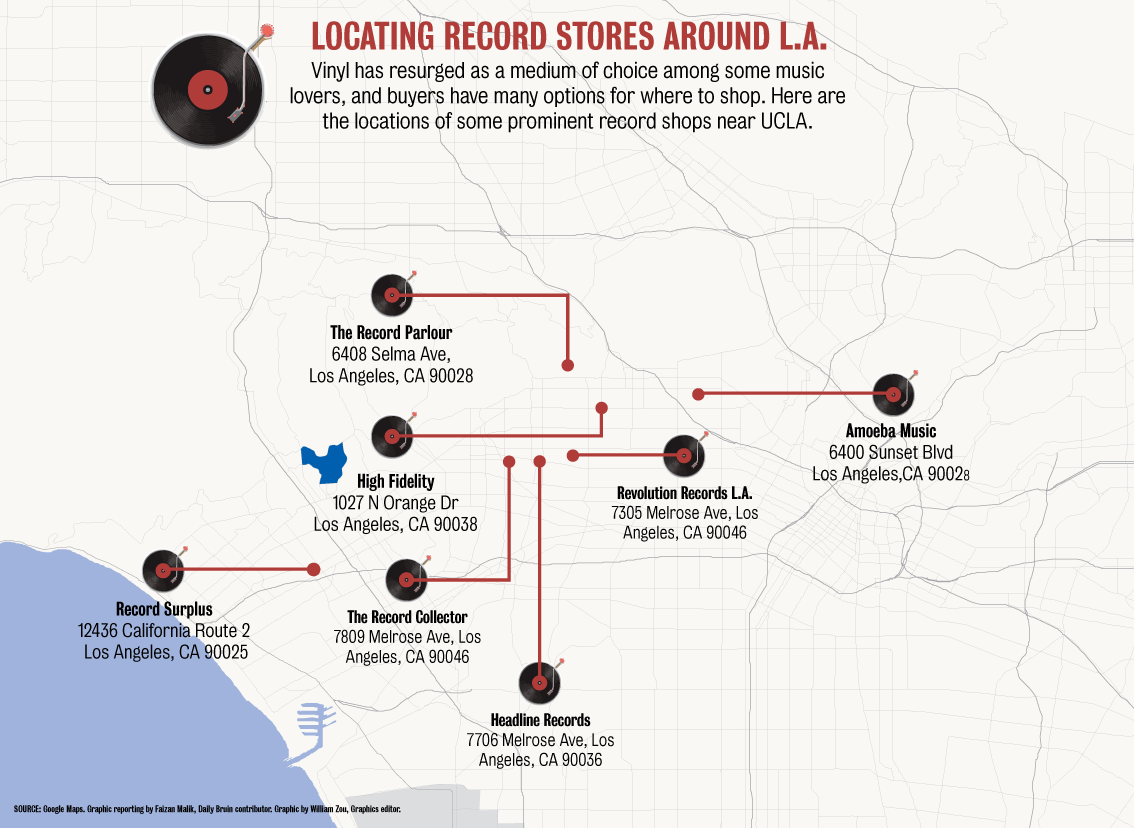 LOCATING RECORD STORES AROUND L.A.
Vinyl has resurged as a medium of choice among some music
lovers, and buyers have many options for where to shop. Here are
the locations of some prominent record shops near UCLA.
The Record Parlour
6408 Selma Ave,
Los Angeles, CA 90028
Amoeba Music
6400 Sunset Blvd
Los Angeles,CA 90028
High Fidelity
1027 N Orange Dr
Los Angeles, CA 90038
Revolution Records L.A.
7305 Melrose Ave, Los
Angeles, CA 90046
Record Surplus
12436 California Route 2
Los Angeles, CA 90025
The Record Collector
7809 Melrose Ave, Los
Angeles, CA 90046
Headline Records
7706 Melrose Ave, Los
Angeles, CA 90036
SOURCE: Google Maps. Graphic reporting by Faizan Malik, Daily Bruin contributor. Graphic by William Zou, Graphics editor.